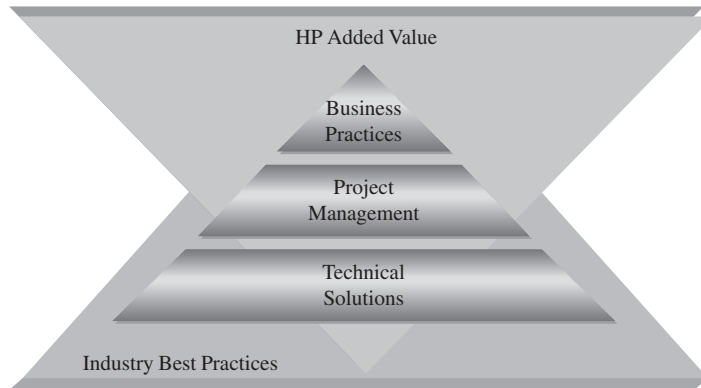 HP Added Value
Business
Practices
Project
Management
Technical
Solutions
Industry Best Practices